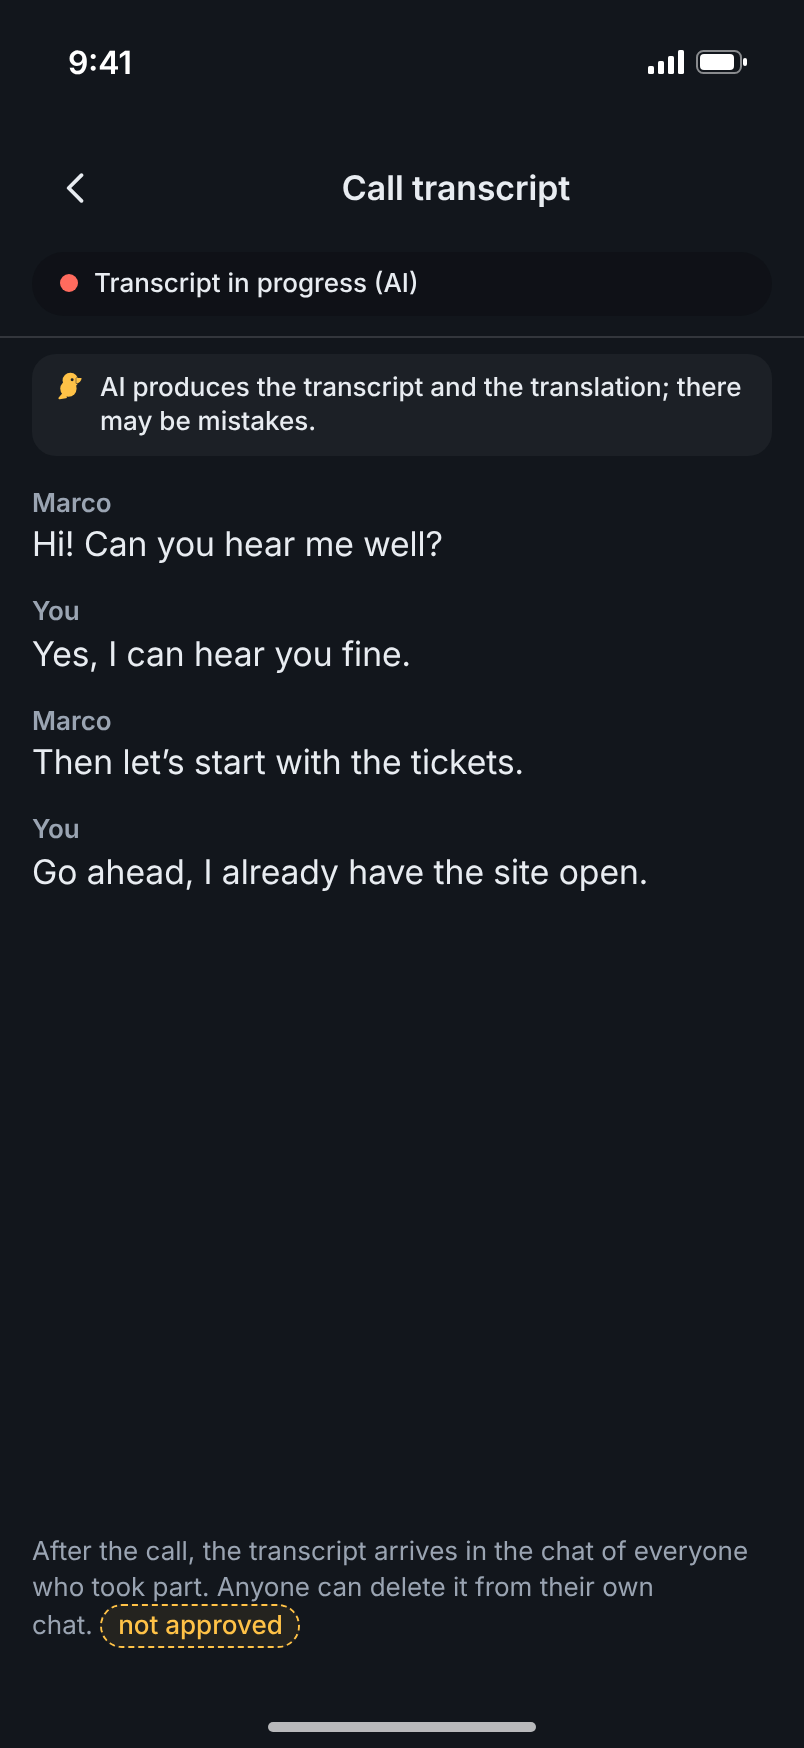 9:41
Call transcript
Transcript in progress (AI)
AI produces the transcript and the translation; there
may be mistakes.
Marco
Hi! Can you hear me well?
You
Yes, I can hear you fine.
Marco
Then let’s start with the tickets.
You
Go ahead, I already have the site open.
After the call, the transcript arrives in the chat of everyone
who took part. Anyone can delete it from their own
chat. not approved